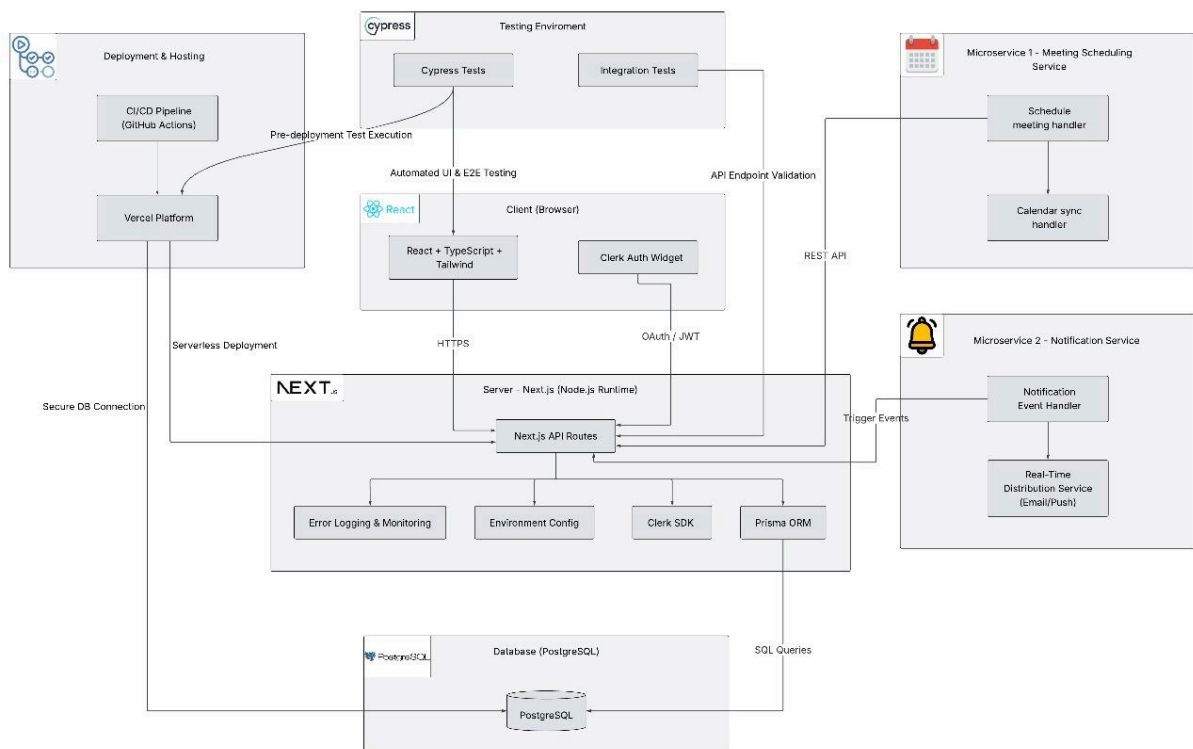 cypress
Testing Enviroment
Cypress Tests
Integration Tests
Deployment & Hosting
CI/CD Pipeline
(GitHub Actions)
Vercel Platform
Pre-deployment Test Execution
Automated UI & E2E Testing
API Endpoint Validation
Microservice 1 - Meeting Scheduling
Service
Schedule
meeting handler
Calendar sync
handler
React
Client (Browser)
React + TypeScript +
Tailwind
Clerk Auth Widget
REST API
HTTPS
OAuth / JWT
Serverless Deployment
Secure DB Connection
Microservice 2 - Notification Service
Notification
Event Handler
Real-Time
Distribution Service
(Email/Push)
Trigger Events
NEXT.JS
Server - Next.js (Node.js Runtime)
Next.js API Routes
Error Logging & Monitoring
Environment Config
Clerk SDK
Prisma ORM
SQL Queries
PostgreSQL
Database (PostgreSQL)
PostgreSQL